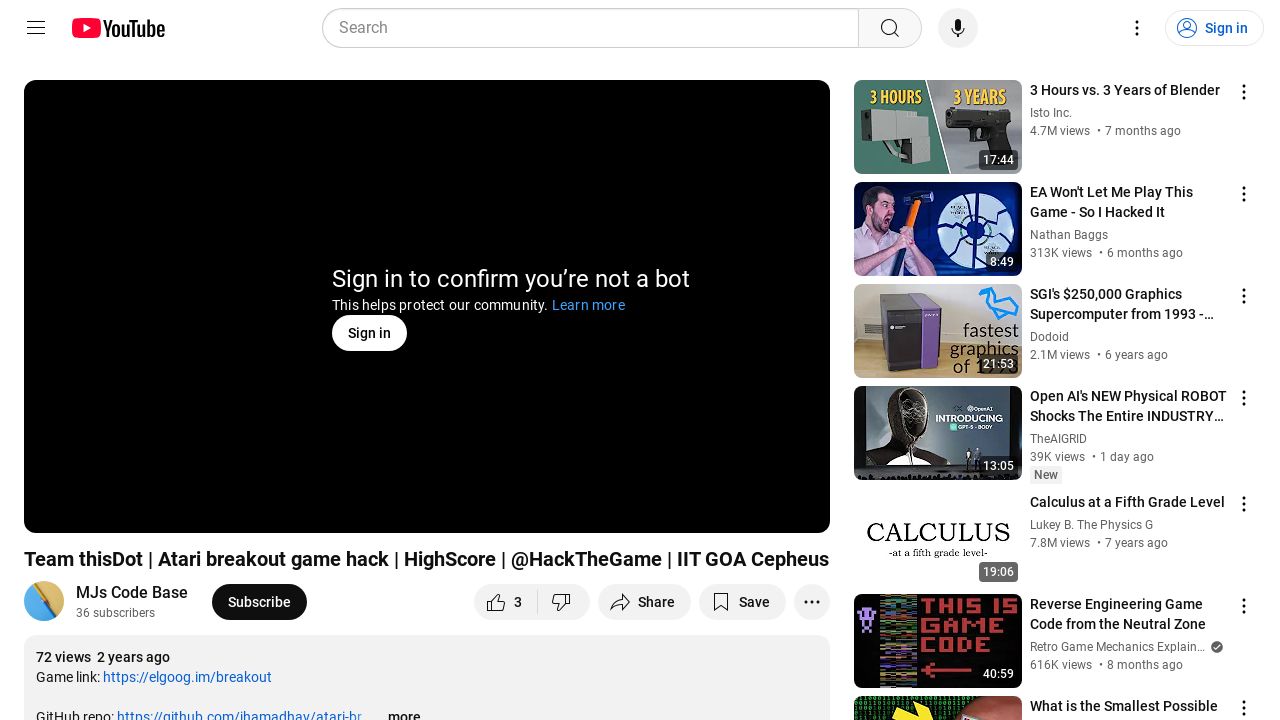 YouTube
Search
Sign in
Sign in to confirm you’re not a bot
This helps protect our community. Learn more
Sign in
Team thisDot | Atari breakout game hack | HighScore | @HackTheGame | IIT GOA Cepheus
MJs Code Base
36 subscribers
Subscribe
3
Share
Save
72 views 2 years ago
Game link: https://elgoog.im/breakout
GitHub repo: https://github.com/jhamadhav/atari-br...
...more
3 HOURS
3 YEARS
17:44
3 Hours vs. 3 Years of Blender
Isto Inc.
4.7M views • 7 months ago
8:49
EA Won't Let Me Play This
Game - So I Hacked It
Nathan Baggs
313K views • 6 months ago
fastest
graphics
of 1993
21:53
SGI's $250,000 Graphics
Supercomputer from 1993 -…
Dodoid
2.1M views • 6 years ago
OpenAI
INTRODUCING
GPT-5 - BODY
13:05
Open AI's NEW Physical ROBOT
Shocks The Entire INDUSTRY…
TheAIGRID
39K views • 1 day ago
New
CALCULUS
-at a fifth grade level-
19:06
Calculus at a Fifth Grade Level
Lukey B. The Physics G
7.8M views • 7 years ago
THIS IS
GAME
CODE
40:59
Reverse Engineering Game
Code from the Neutral Zone
Retro Game Mechanics Explain…
616K views • 8 months ago
What is the Smallest Possible